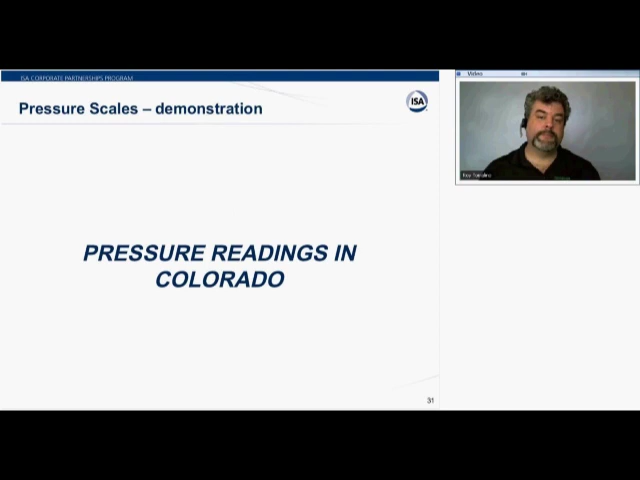 ISA CORPORATE PARTNERSHIPS PROGRAM
Pressure Scales – demonstration
ISA
PRESSURE READINGS IN
COLORADO
31
Video